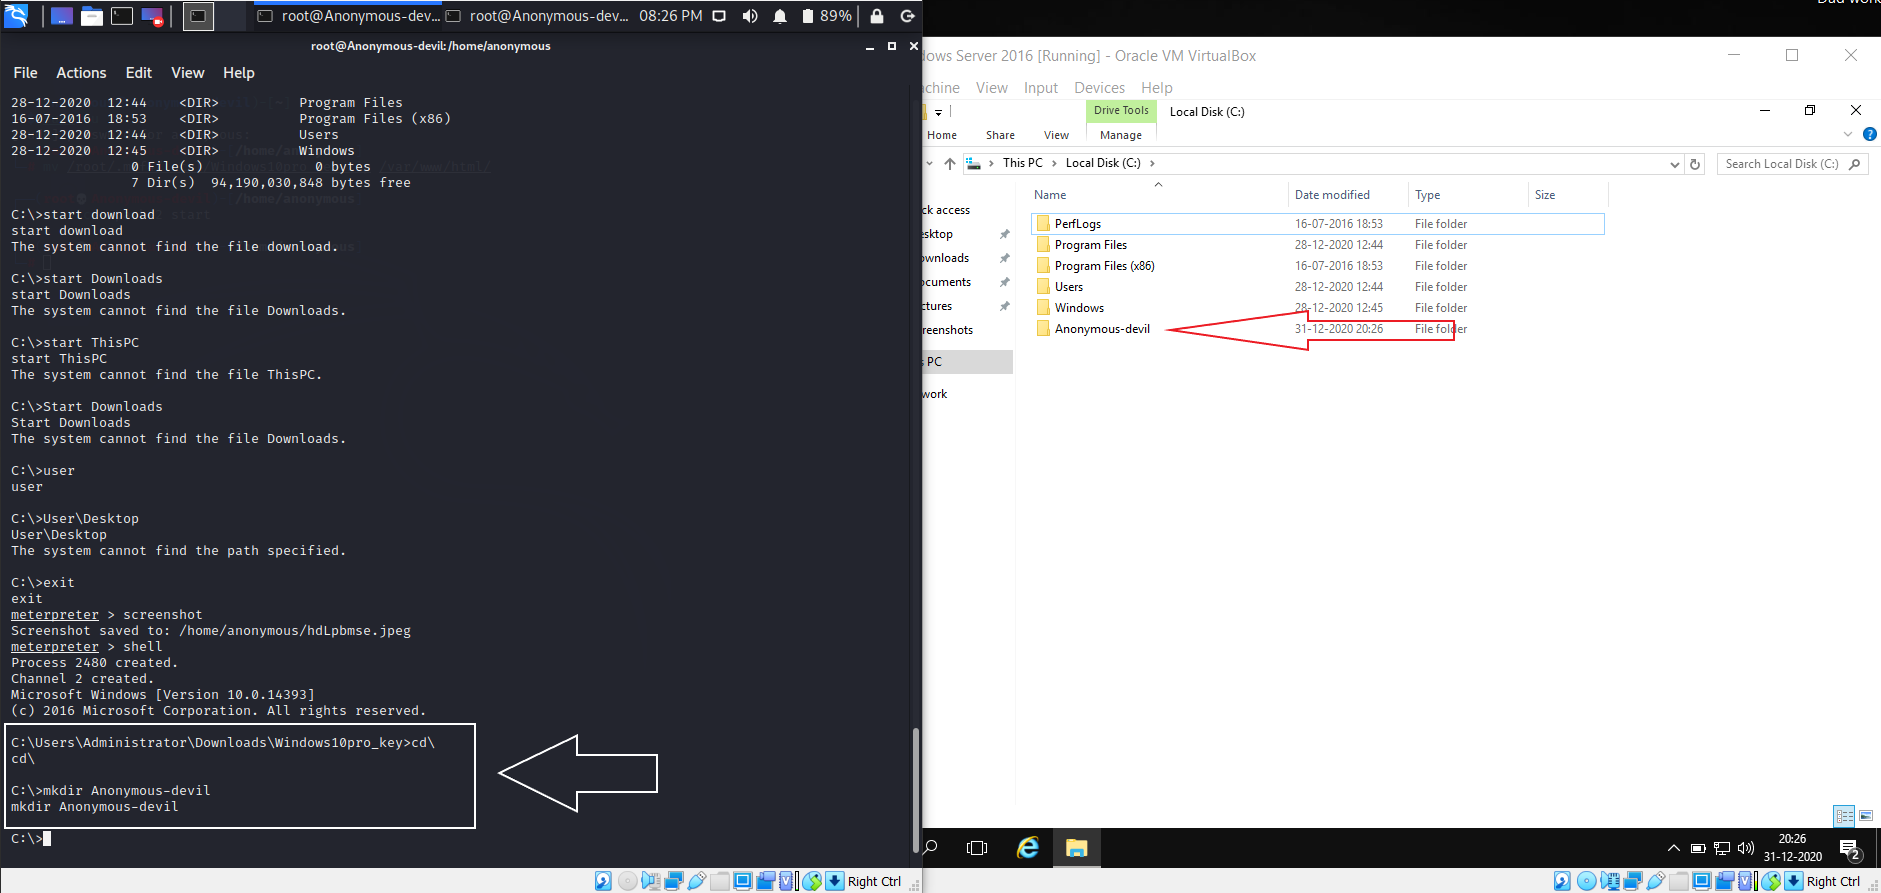 root@Anonymous-dev...
root@Anonymous-dev...
08:26 PM
89%
root@Anonymous-devil:/home/anonymous
File Actions Edit View Help
28-12-2020 12:44 <DIR> Program Files
16-07-2016 18:53 <DIR> Program Files (x86)
28-12-2020 12:44 <DIR> Users
28-12-2020 12:45 <DIR> Windows
0 File(s) 0 bytes
7 Dir(s) 94,190,030,848 bytes free
C:\>start download
start download
The system cannot find the file download.
C:\>start Downloads
start Downloads
The system cannot find the file Downloads.
C:\>start ThisPC
start ThisPC
The system cannot find the file ThisPC.
C:\>Start Downloads
Start Downloads
The system cannot find the file Downloads.
C:\>user
user
C:\>User\Desktop
User\Desktop
The system cannot find the path specified.
C:\>exit
exit
meterpreter > screenshot
Screenshot saved to: /home/anonymous/hdLpbmse.jpeg
meterpreter > shell
Process 2480 created.
Channel 2 created.
Microsoft Windows [Version 10.0.14393]
(c) 2016 Microsoft Corporation. All rights reserved.
C:\Users\Administrator\Downloads\Windows10pro_key>cd\
cd\
C:\>mkdir Anonymous-devil
mkdir Anonymous-devil
C:\>
Right Ctrl
dows Server 2016 [Running] - Oracle VM VirtualBox
achine View Input Devices Help
Drive Tools Local Disk (C:)
Home Share View Manage
This PC > Local Disk (C:) >
Search Local Disk (C:)
Name Date modified Type Size
ck access
esktop
ownloads
ocuments
ctures
reenshots
s PC
work
PerfLogs 16-07-2016 18:53 File folder
Program Files 28-12-2020 12:44 File folder
Program Files (x86) 16-07-2016 18:53 File folder
Users 28-12-2020 12:44 File folder
Windows 28-12-2020 12:45 File folder
Anonymous-devil 31-12-2020 20:26 File folder
20:26
31-12-2020
2
Right Ctrl